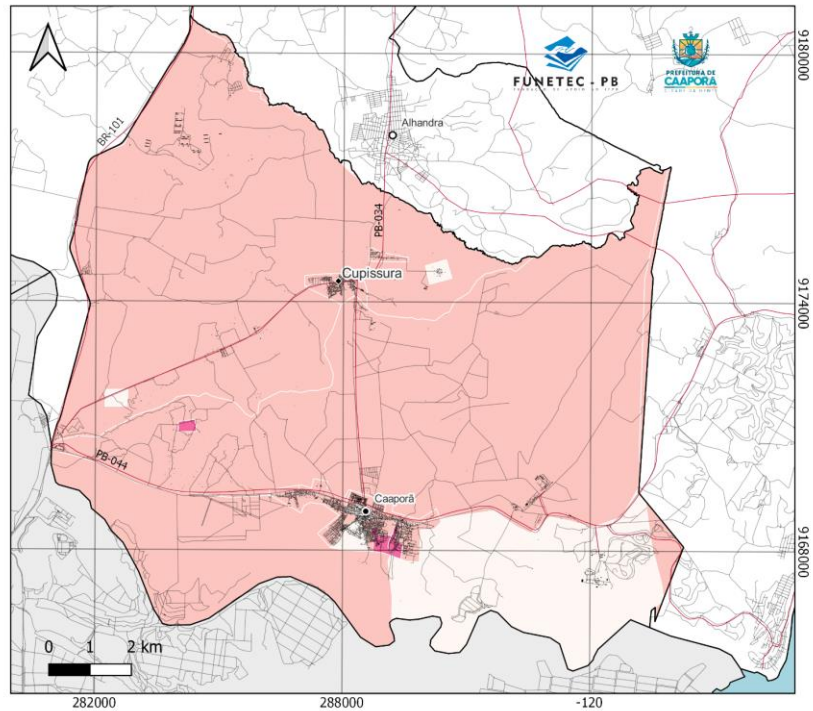 FUNETEC - PB
PREFEITURA DE
CAAPORÃ
9180000
Alhandra
BR-101
PB-034
Cupissura
9174000
PB-044
Caaporã
9168000
0 1 2 km
282000
288000
-120